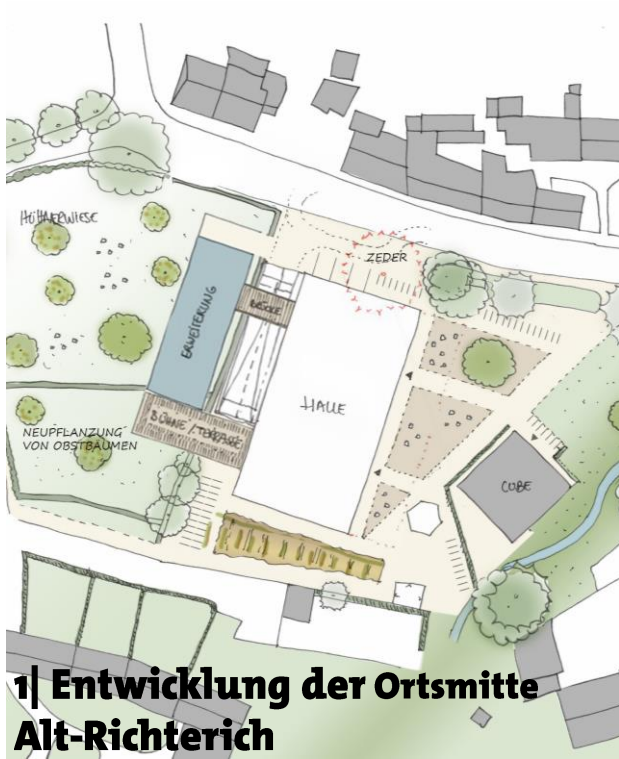 HÜHNERWIESE
ZEDER
ERWEITERUNG
BRÜCKE
HALLE
BÜHNE / TERRASSE
NEUPFLANZUNG
VON OBSTBÄUMEN
CUBE
1| Entwicklung der Ortsmitte
Alt-Richterich